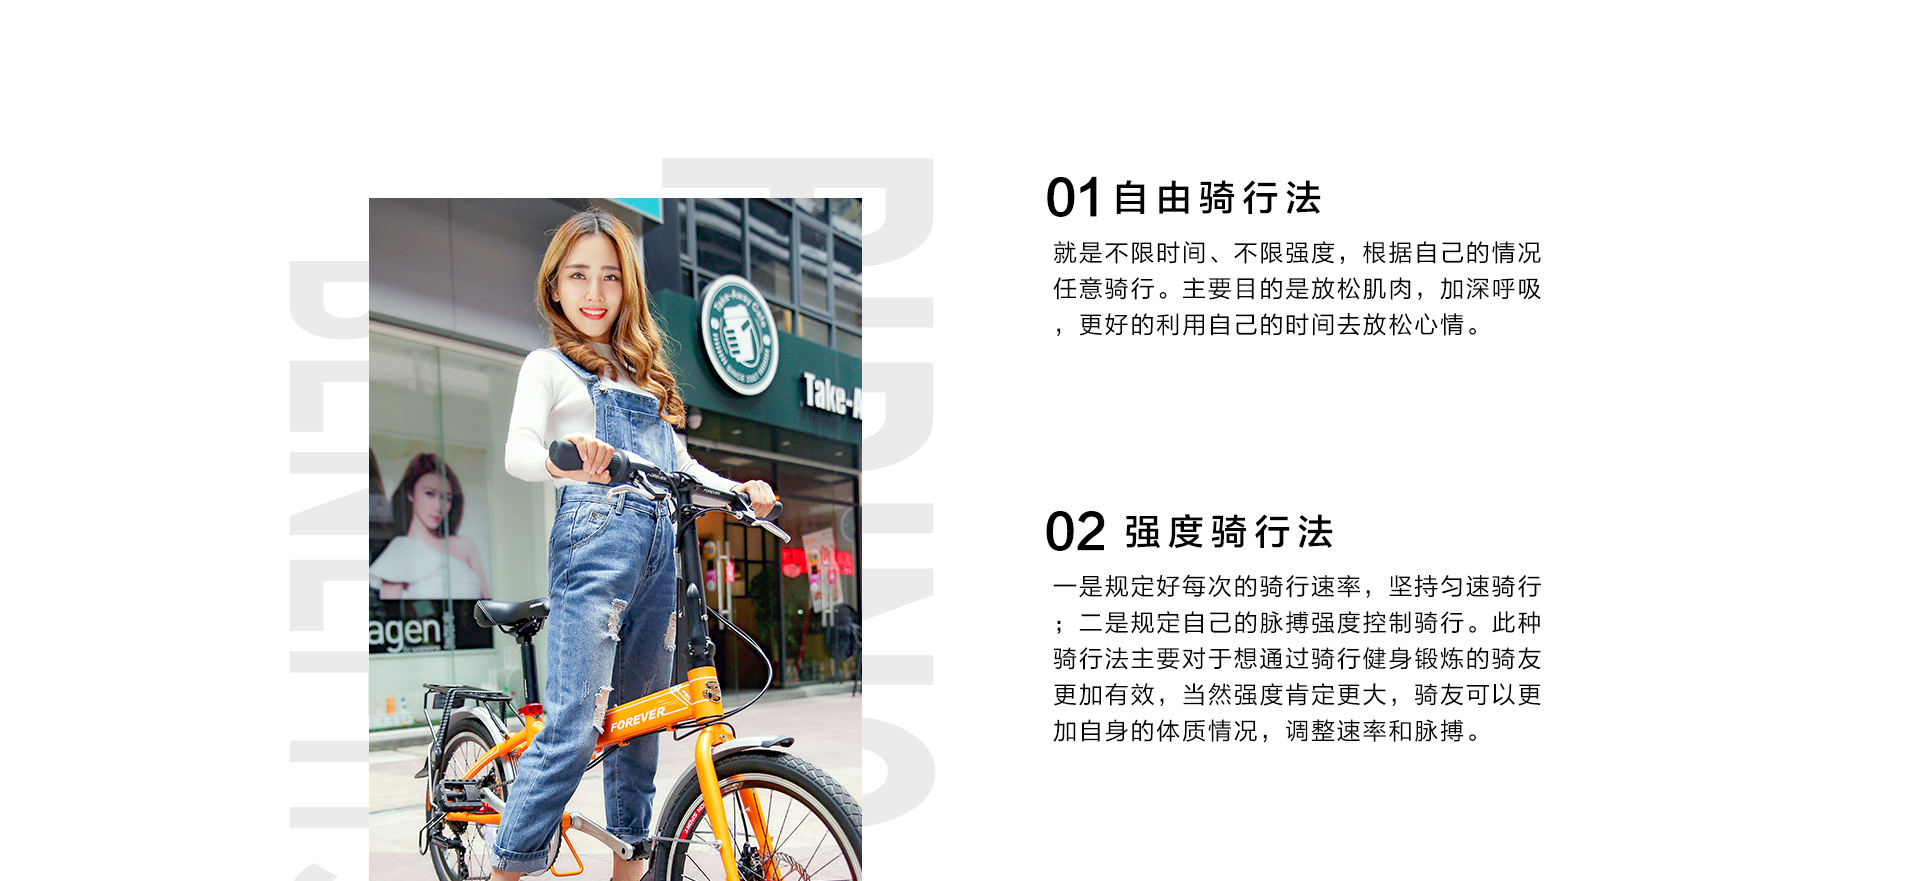 01 自由骑行法
就是不限时间、不限强度，根据自己的情况
任意骑行。主要目的是放松肌肉，加深呼吸
，更好的利用自己的时间去放松心情。
02 强度骑行法
一是规定好每次的骑行速率，坚持匀速骑行
；二是规定自己的脉搏强度控制骑行。此种
骑行法主要对于想通过骑行健身锻炼的骑友
更加有效，当然强度肯定更大，骑友可以更
加自身的体质情况，调整速率和脉搏。
Take-Away Cafe
SINCE 2007
Take-A
agen
FOREVER
FOREVER